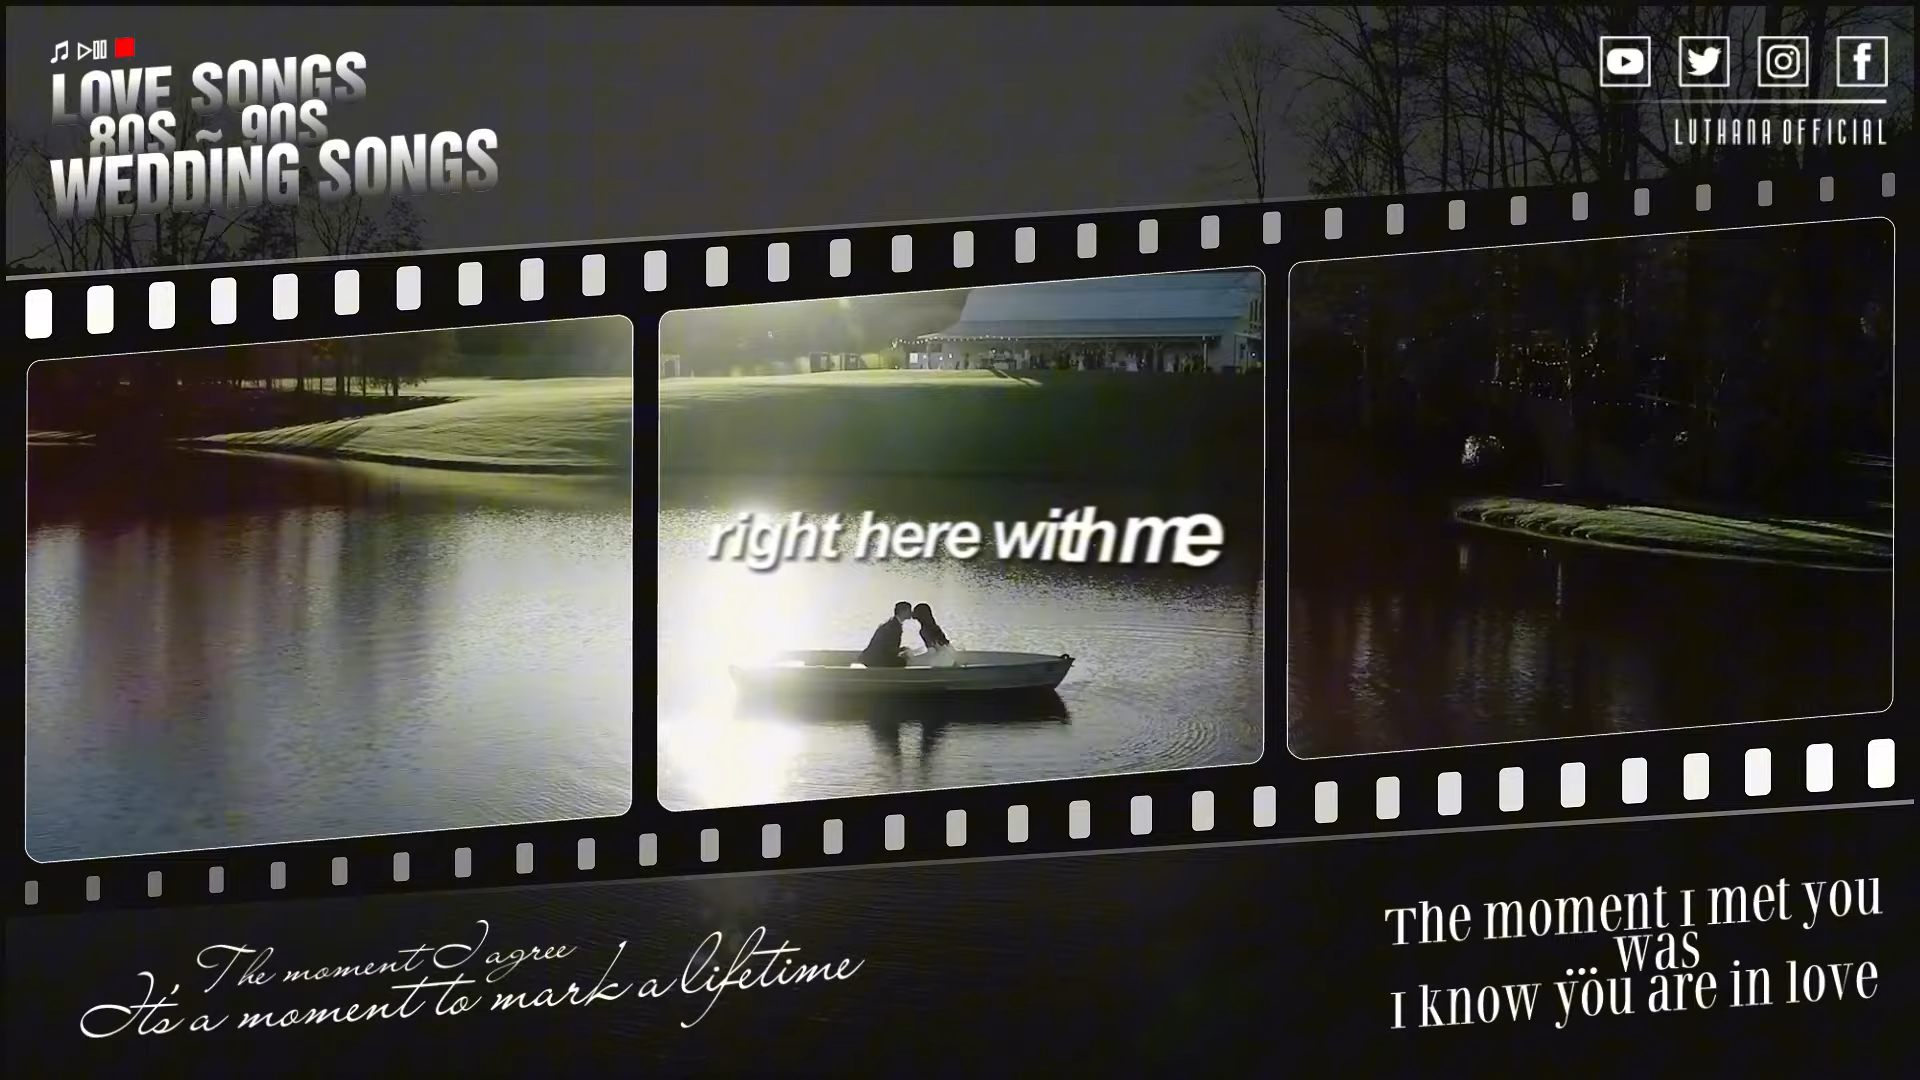 LOVE SONGS
80S ~ 90S
WEDDING SONGS
LUTHANA OFFICIAL
right here with me
The moment I agree
It's a moment to mark a lifetime
The moment I met you
was
I know you are in love